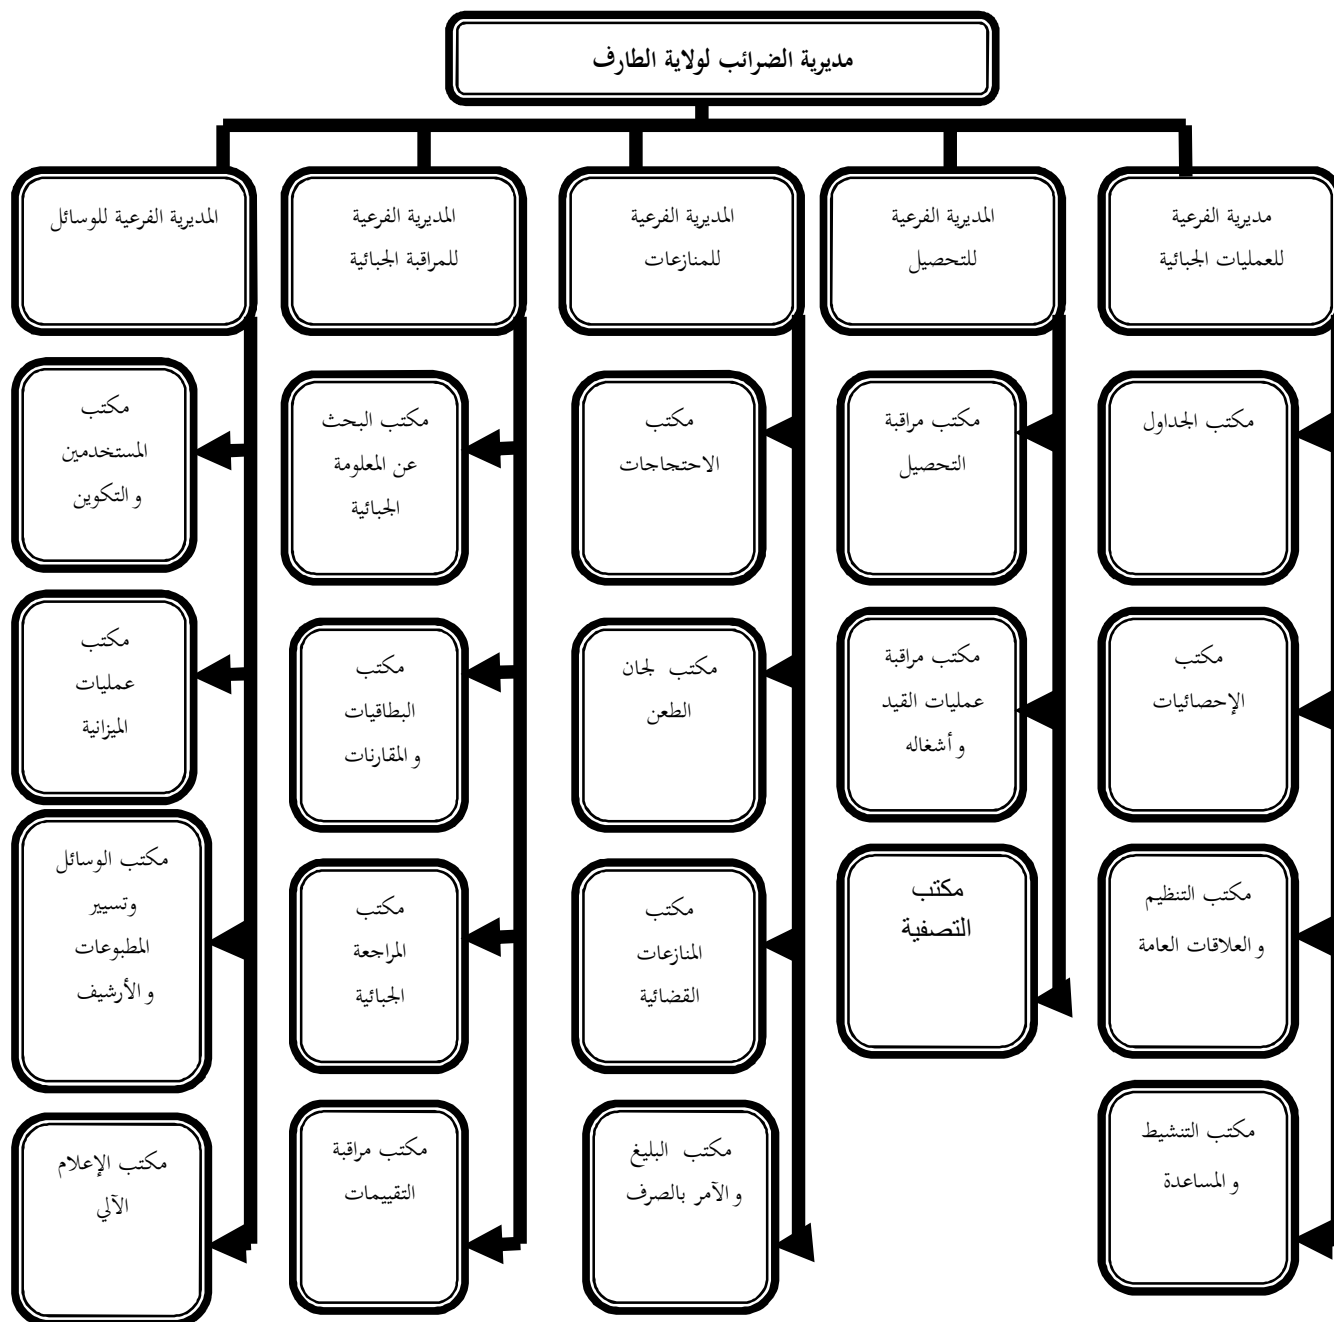 مديرية الضرائب لولاية الطارف
مديرية الفرعية
للعمليات الجبائية
المديرية الفرعية
للتحصيل
المديرية الفرعية
للمنازعات
المديرية الفرعية
للمراقبة الجبائية
المديرية الفرعية للوسائل
مكتب الجداول
مكتب
الإحصائيات
مكتب التنظيم
و العلاقات العامة
مكتب التنشيط
و المساعدة
مكتب مراقبة
التحصيل
مكتب مراقبة
عمليات القيد
و أشغاله
مكتب
التصفية
مكتب
الاحتجاجات
مكتب لجان
الطعن
مكتب
المنازعات
القضائية
مكتب البليغ
و الآمر بالصرف
مكتب البحث
عن المعلومة
الجبائية
مكتب
البطاقيات
و المقارنات
مكتب
المراجعة
الجبائية
مكتب مراقبة
التقييمات
مكتب
المستخدمين
و التكوين
مكتب
عمليات
الميزانية
مكتب الوسائل
وتسيير
المطبوعات
و الأرشيف
مكتب الإعلام
الآلي